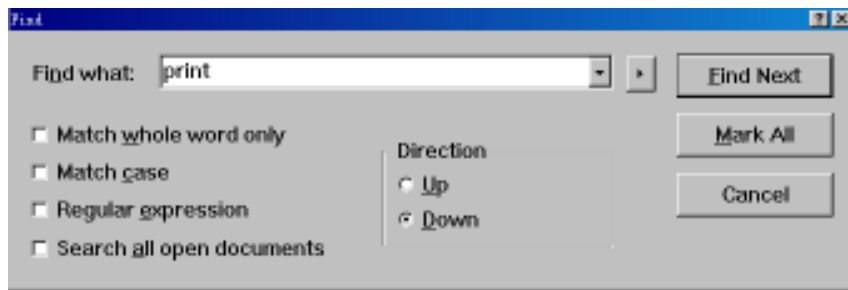 Find
Find what: print
Find Next
Match whole word only
Match case
Regular expression
Search all open documents
Direction
Up
Down
Mark All
Cancel